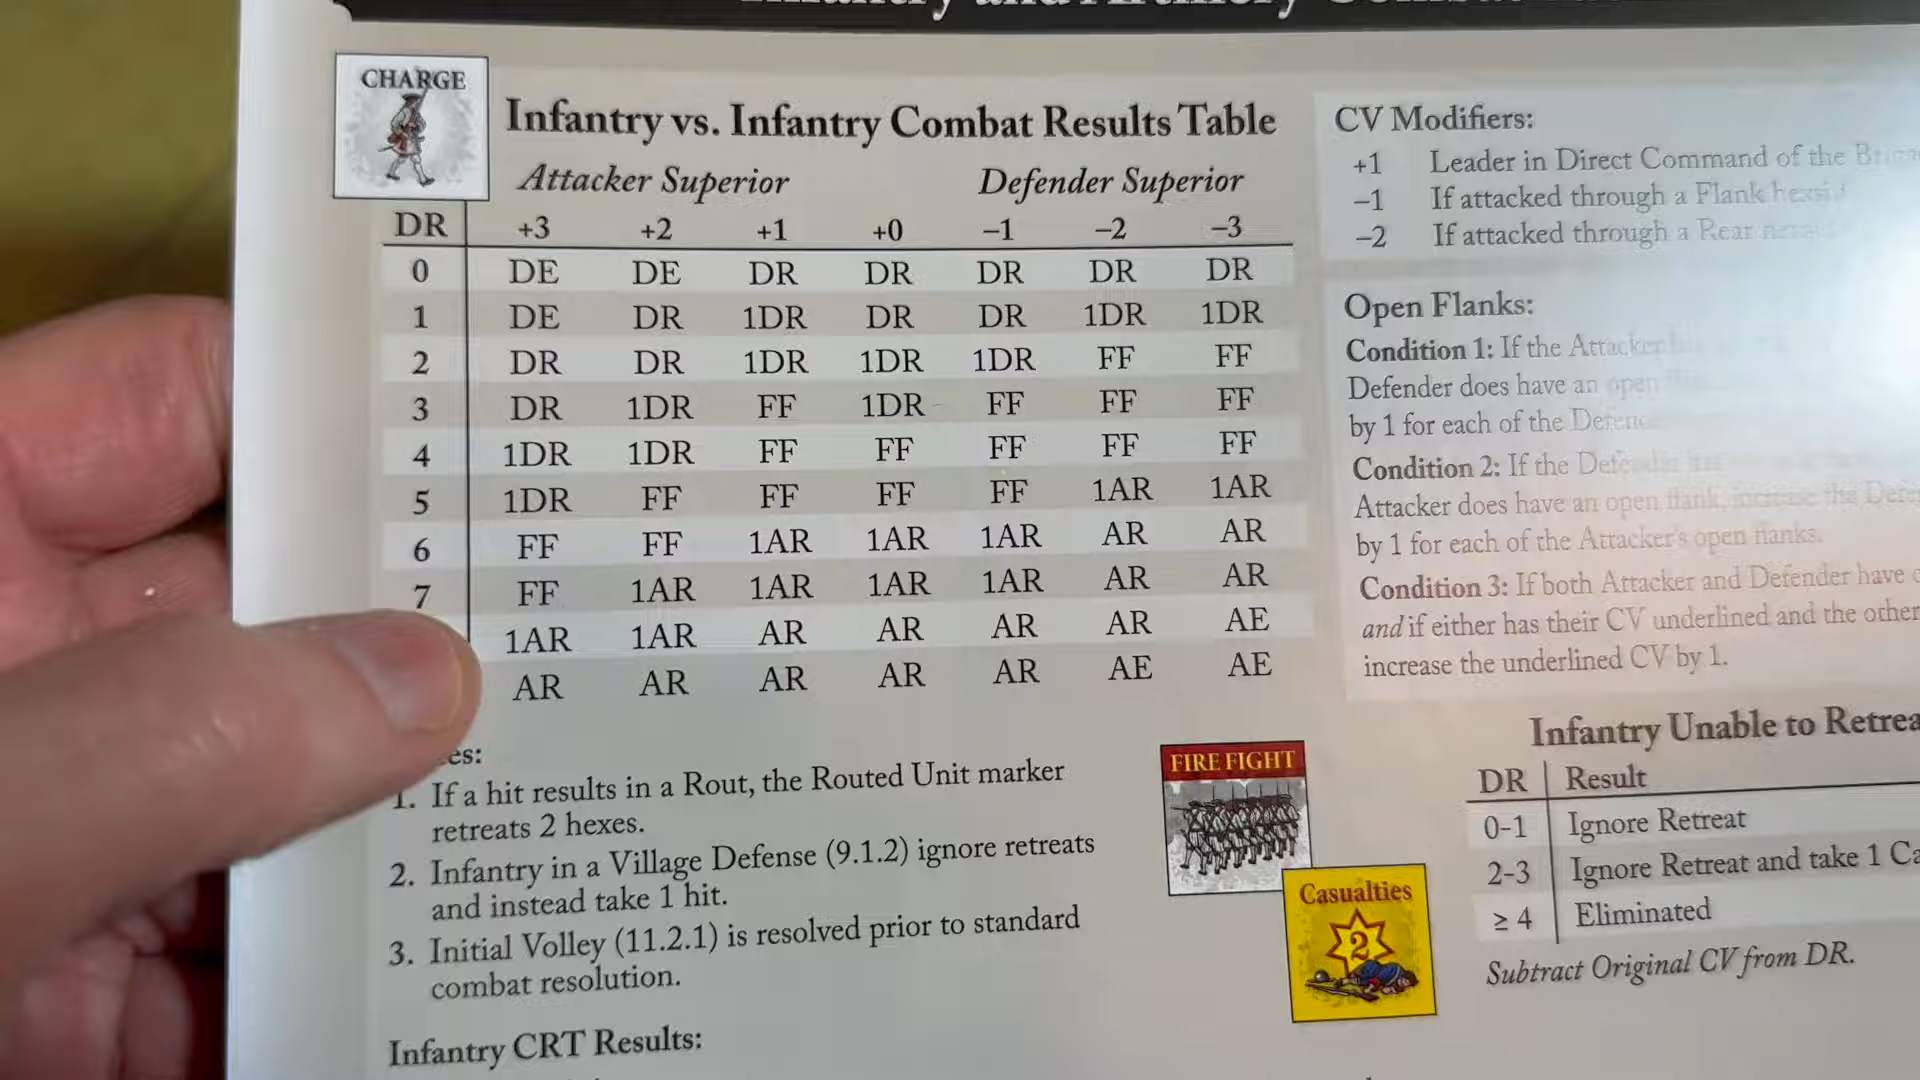 Infantry and Artillery Combat
CHARGE
Infantry vs. Infantry Combat Results Table
Attacker Superior Defender Superior
DR +3 +2 +1 +0 −1 −2 −3
0 DE DE DR DR DR DR DR
1 DE DR 1DR DR DR 1DR 1DR
2 DR DR 1DR 1DR 1DR FF FF
3 DR 1DR FF 1DR FF FF FF
4 1DR 1DR FF FF FF FF FF
5 1DR FF FF FF FF 1AR 1AR
6 FF FF 1AR 1AR 1AR AR AR
7 FF 1AR 1AR 1AR 1AR AR AR
1AR 1AR AR AR AR AR AE
AR AR AR AR AR AE AE
es:
1. If a hit results in a Rout, the Routed Unit marker
retreats 2 hexes.
2. Infantry in a Village Defense (9.1.2) ignore retreats
and instead take 1 hit.
3. Initial Volley (11.2.1) is resolved prior to standard
combat resolution.
Infantry CRT Results:
FIRE FIGHT
Casualties
2
CV Modifiers:
+1 Leader in Direct Command of the
−1 If attacked through a Flank
−2 If attacked through a Rear
Open Flanks:
Condition 1: If the Attacker
Defender does have an open
by 1 for each of the
Condition 2: If the
Attacker does have an open flank, increase the
by 1 for each of the Attacker's open flanks.
Condition 3: If both Attacker and Defender have
and if either has their CV underlined and the other
increase the underlined CV by 1.
Infantry Unable to
DR Result
0-1 Ignore Retreat
2-3 Ignore Retreat and take 1
≥ 4 Eliminated
Subtract Original CV from DR.